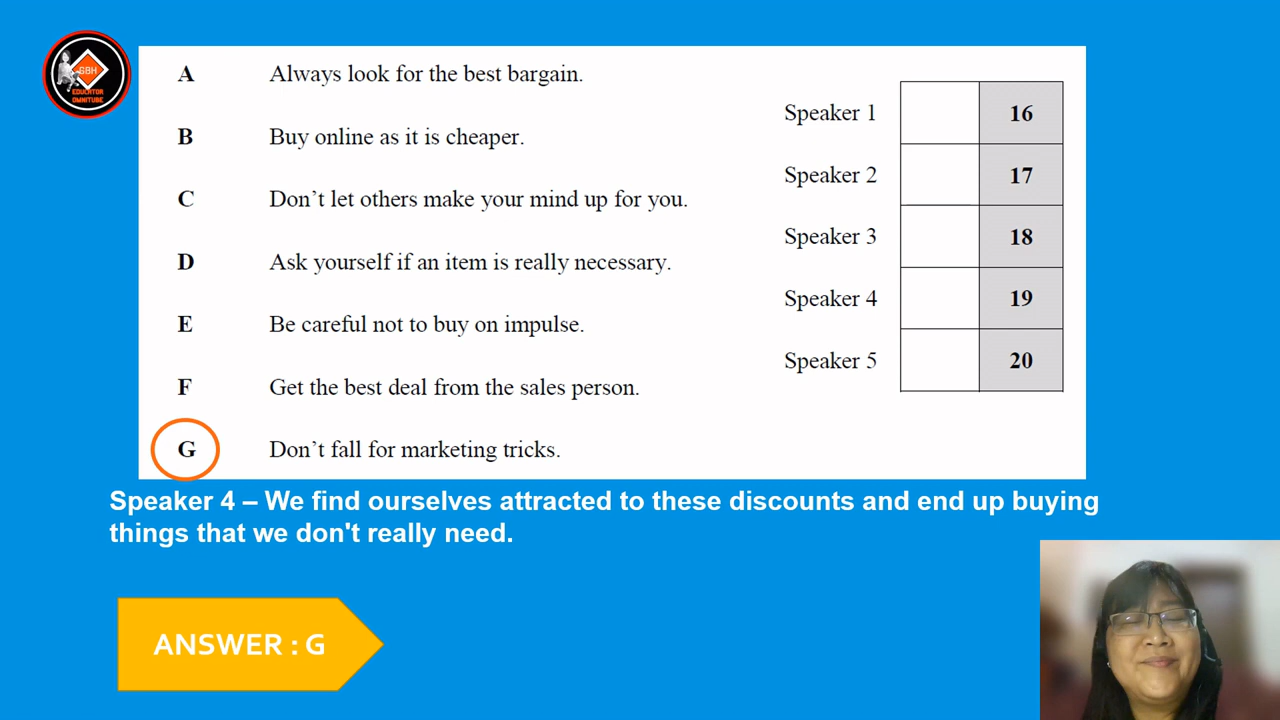 GBH
EDUCATOR
OMNITUBE
A Always look for the best bargain.
B Buy online as it is cheaper.
C Don't let others make your mind up for you.
D Ask yourself if an item is really necessary.
E Be careful not to buy on impulse.
F Get the best deal from the sales person.
G Don't fall for marketing tricks.
Speaker 1 16
Speaker 2 17
Speaker 3 18
Speaker 4 19
Speaker 5 20
Speaker 4 – We find ourselves attracted to these discounts and end up buying
things that we don't really need.
ANSWER : G